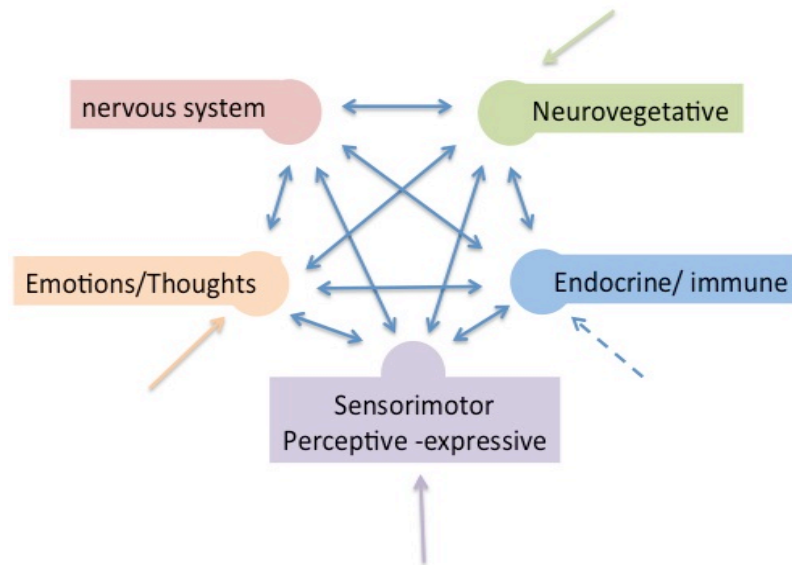 nervous system
Neurovegetative
Emotions/Thoughts
Endocrine/ immune
Sensorimotor
Perceptive -expressive